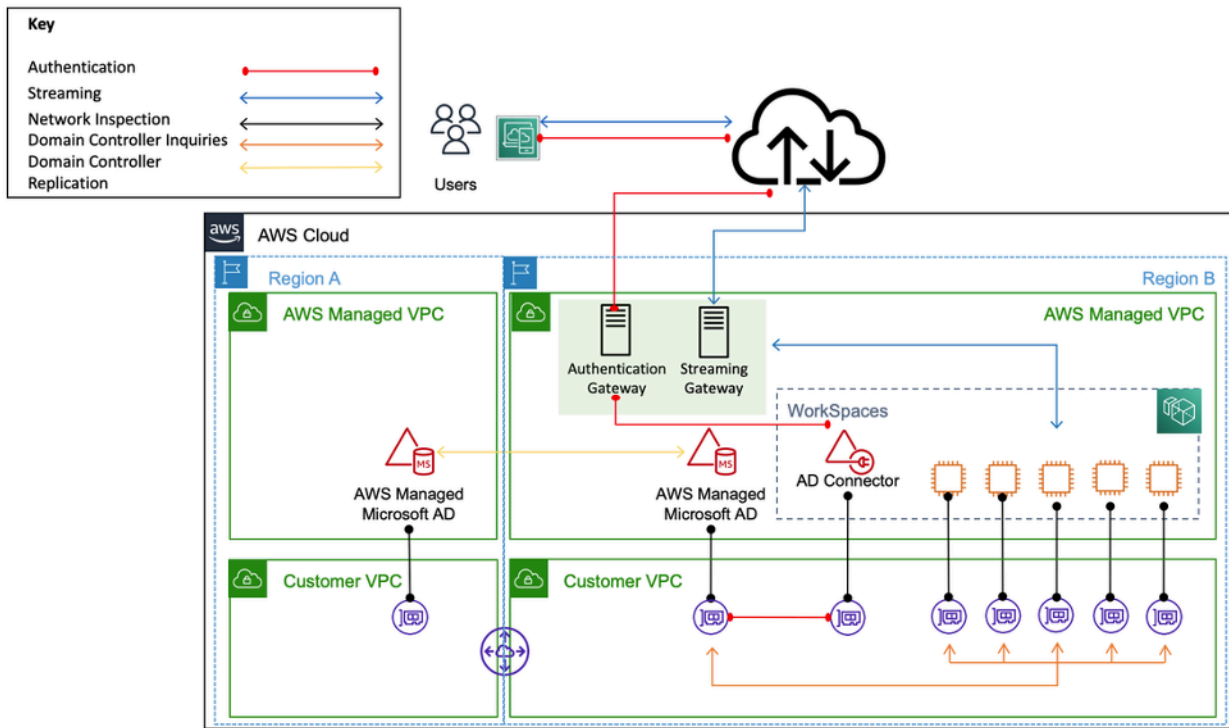 Key
Authentication
Streaming
Network Inspection
Domain Controller Inquiries
Domain Controller
Replication
Users
aws
AWS Cloud
Region A
Region B
AWS Managed VPC
AWS Managed VPC
Authentication
Gateway
Streaming
Gateway
WorkSpaces
MS
AWS Managed
Microsoft AD
MS
AWS Managed
Microsoft AD
AD Connector
Customer VPC
Customer VPC